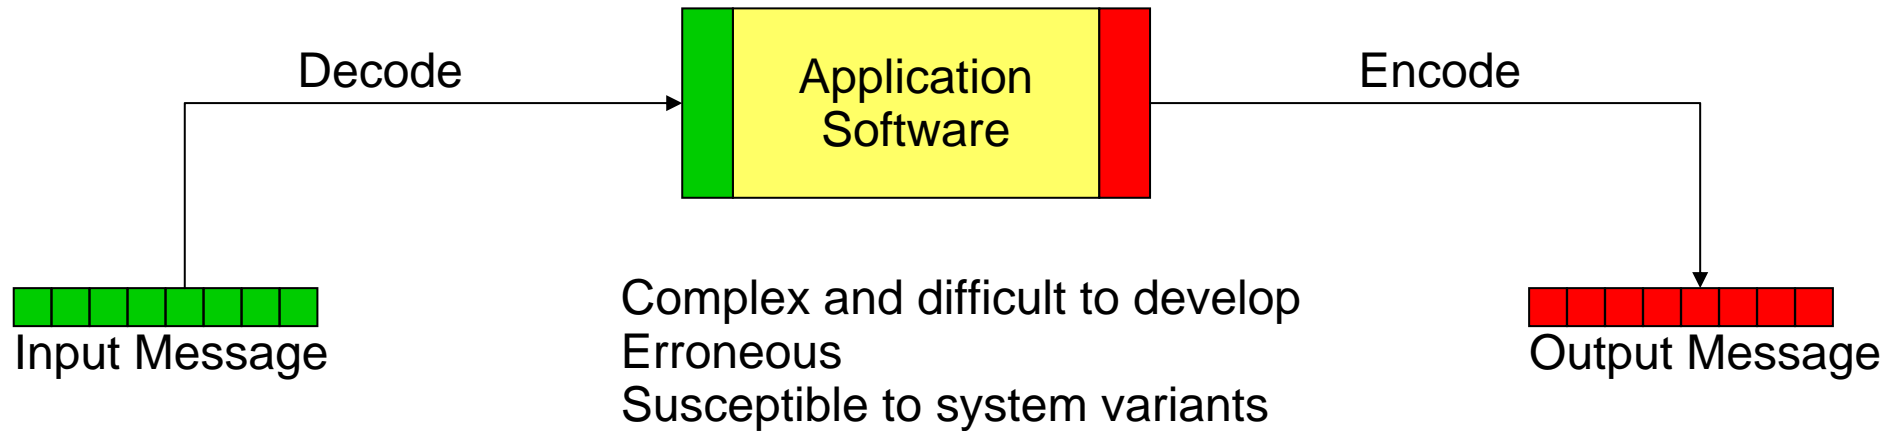 Decode
Application
Software
Encode
Input Message
Complex and difficult to develop
Erroneous
Susceptible to system variants
Output Message